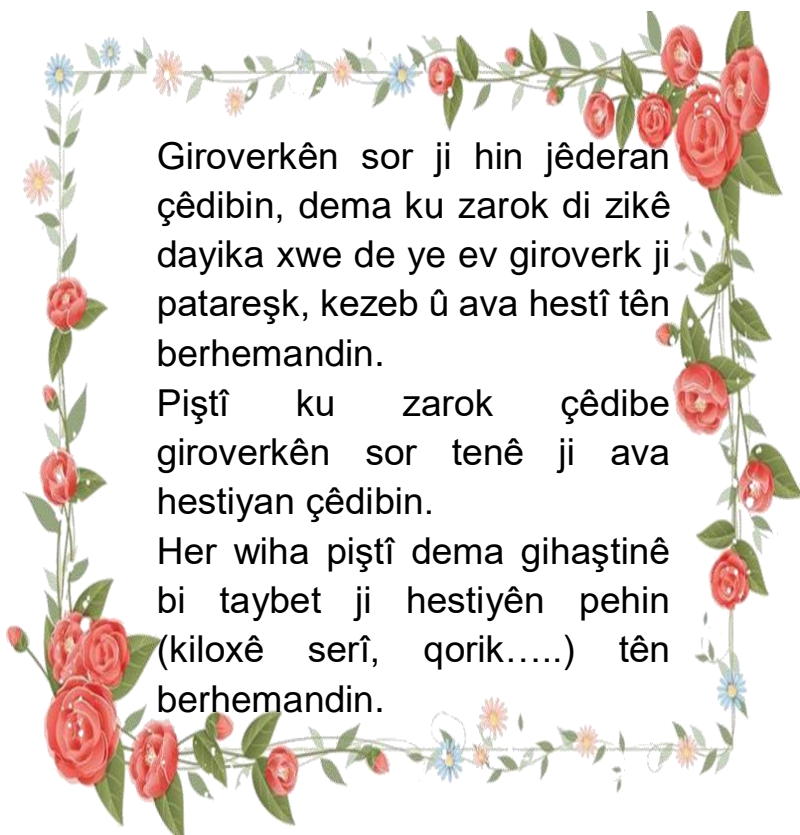 Giroverkên sor ji hin jêderan
çêdibin, dema ku zarok di zikê
dayika xwe de ye ev giroverk ji
patareşk, kezeb û ava hestî tên
berhemandin.
Piştî ku zarok çêdibe
giroverkên sor tenê ji ava
hestiyan çêdibin.
Her wiha piştî dema gihaştinê
bi taybet ji hestiyên pehin
(kiloxê serî, qorik…..) tên
berhemandin.